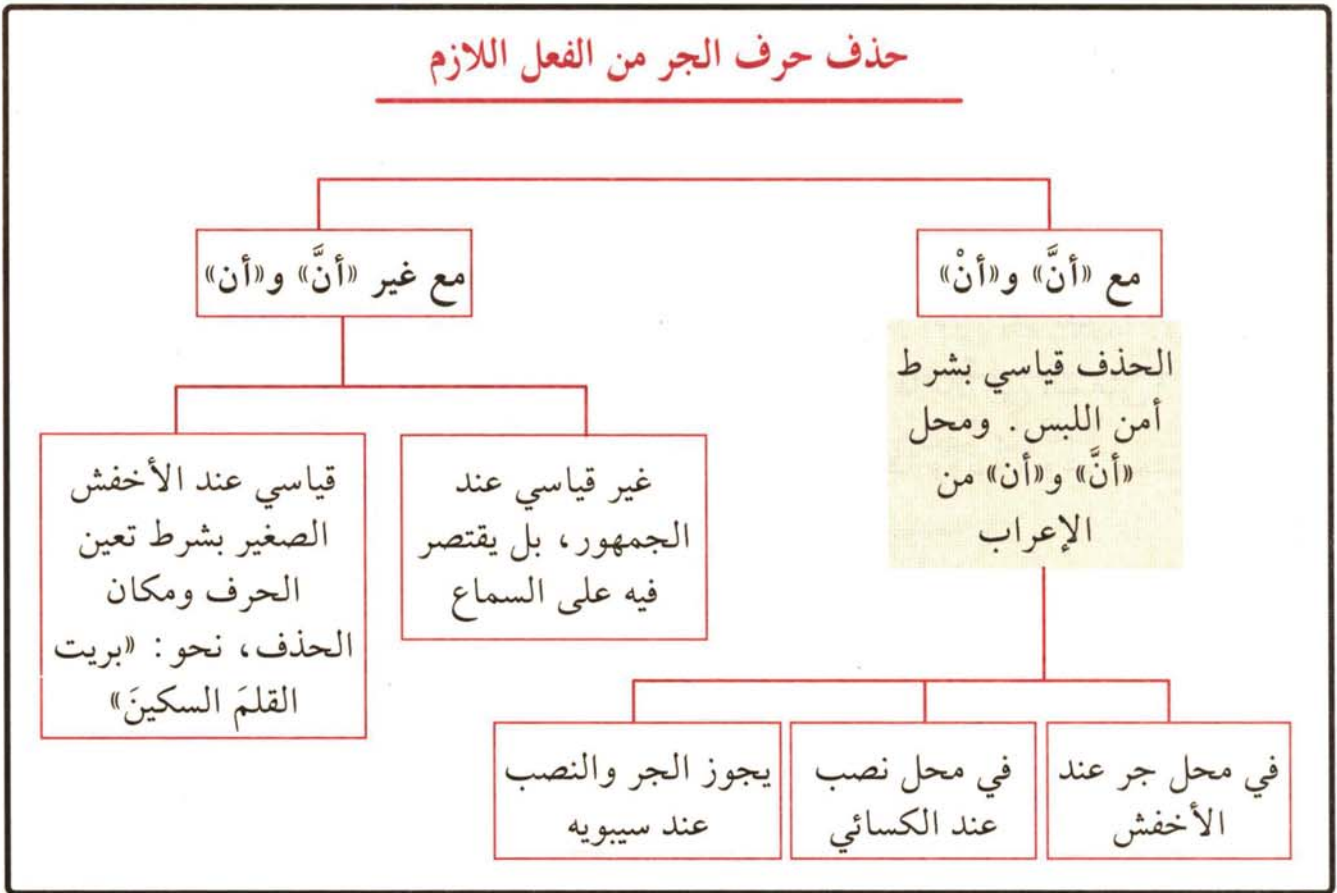 حذف حرف الجر من الفعل اللازم
مع «أنَّ» و«أنْ»
الحذف قياسي بشرط
أمن اللبس. ومحل
«أنَّ» و«أن» من
الإعراب
في محل جر عند
الأخفش
في محل نصب
عند الكسائي
يجوز الجر والنصب
عند سيبويه
مع غير «أنَّ» و«أن»
غير قياسي عند
الجمهور، بل يقتصر
فيه على السماع
قياسي عند الأخفش
الصغير بشرط تعين
الحرف ومكان
الحذف، نحو: «بريت
القلمَ السكينَ»